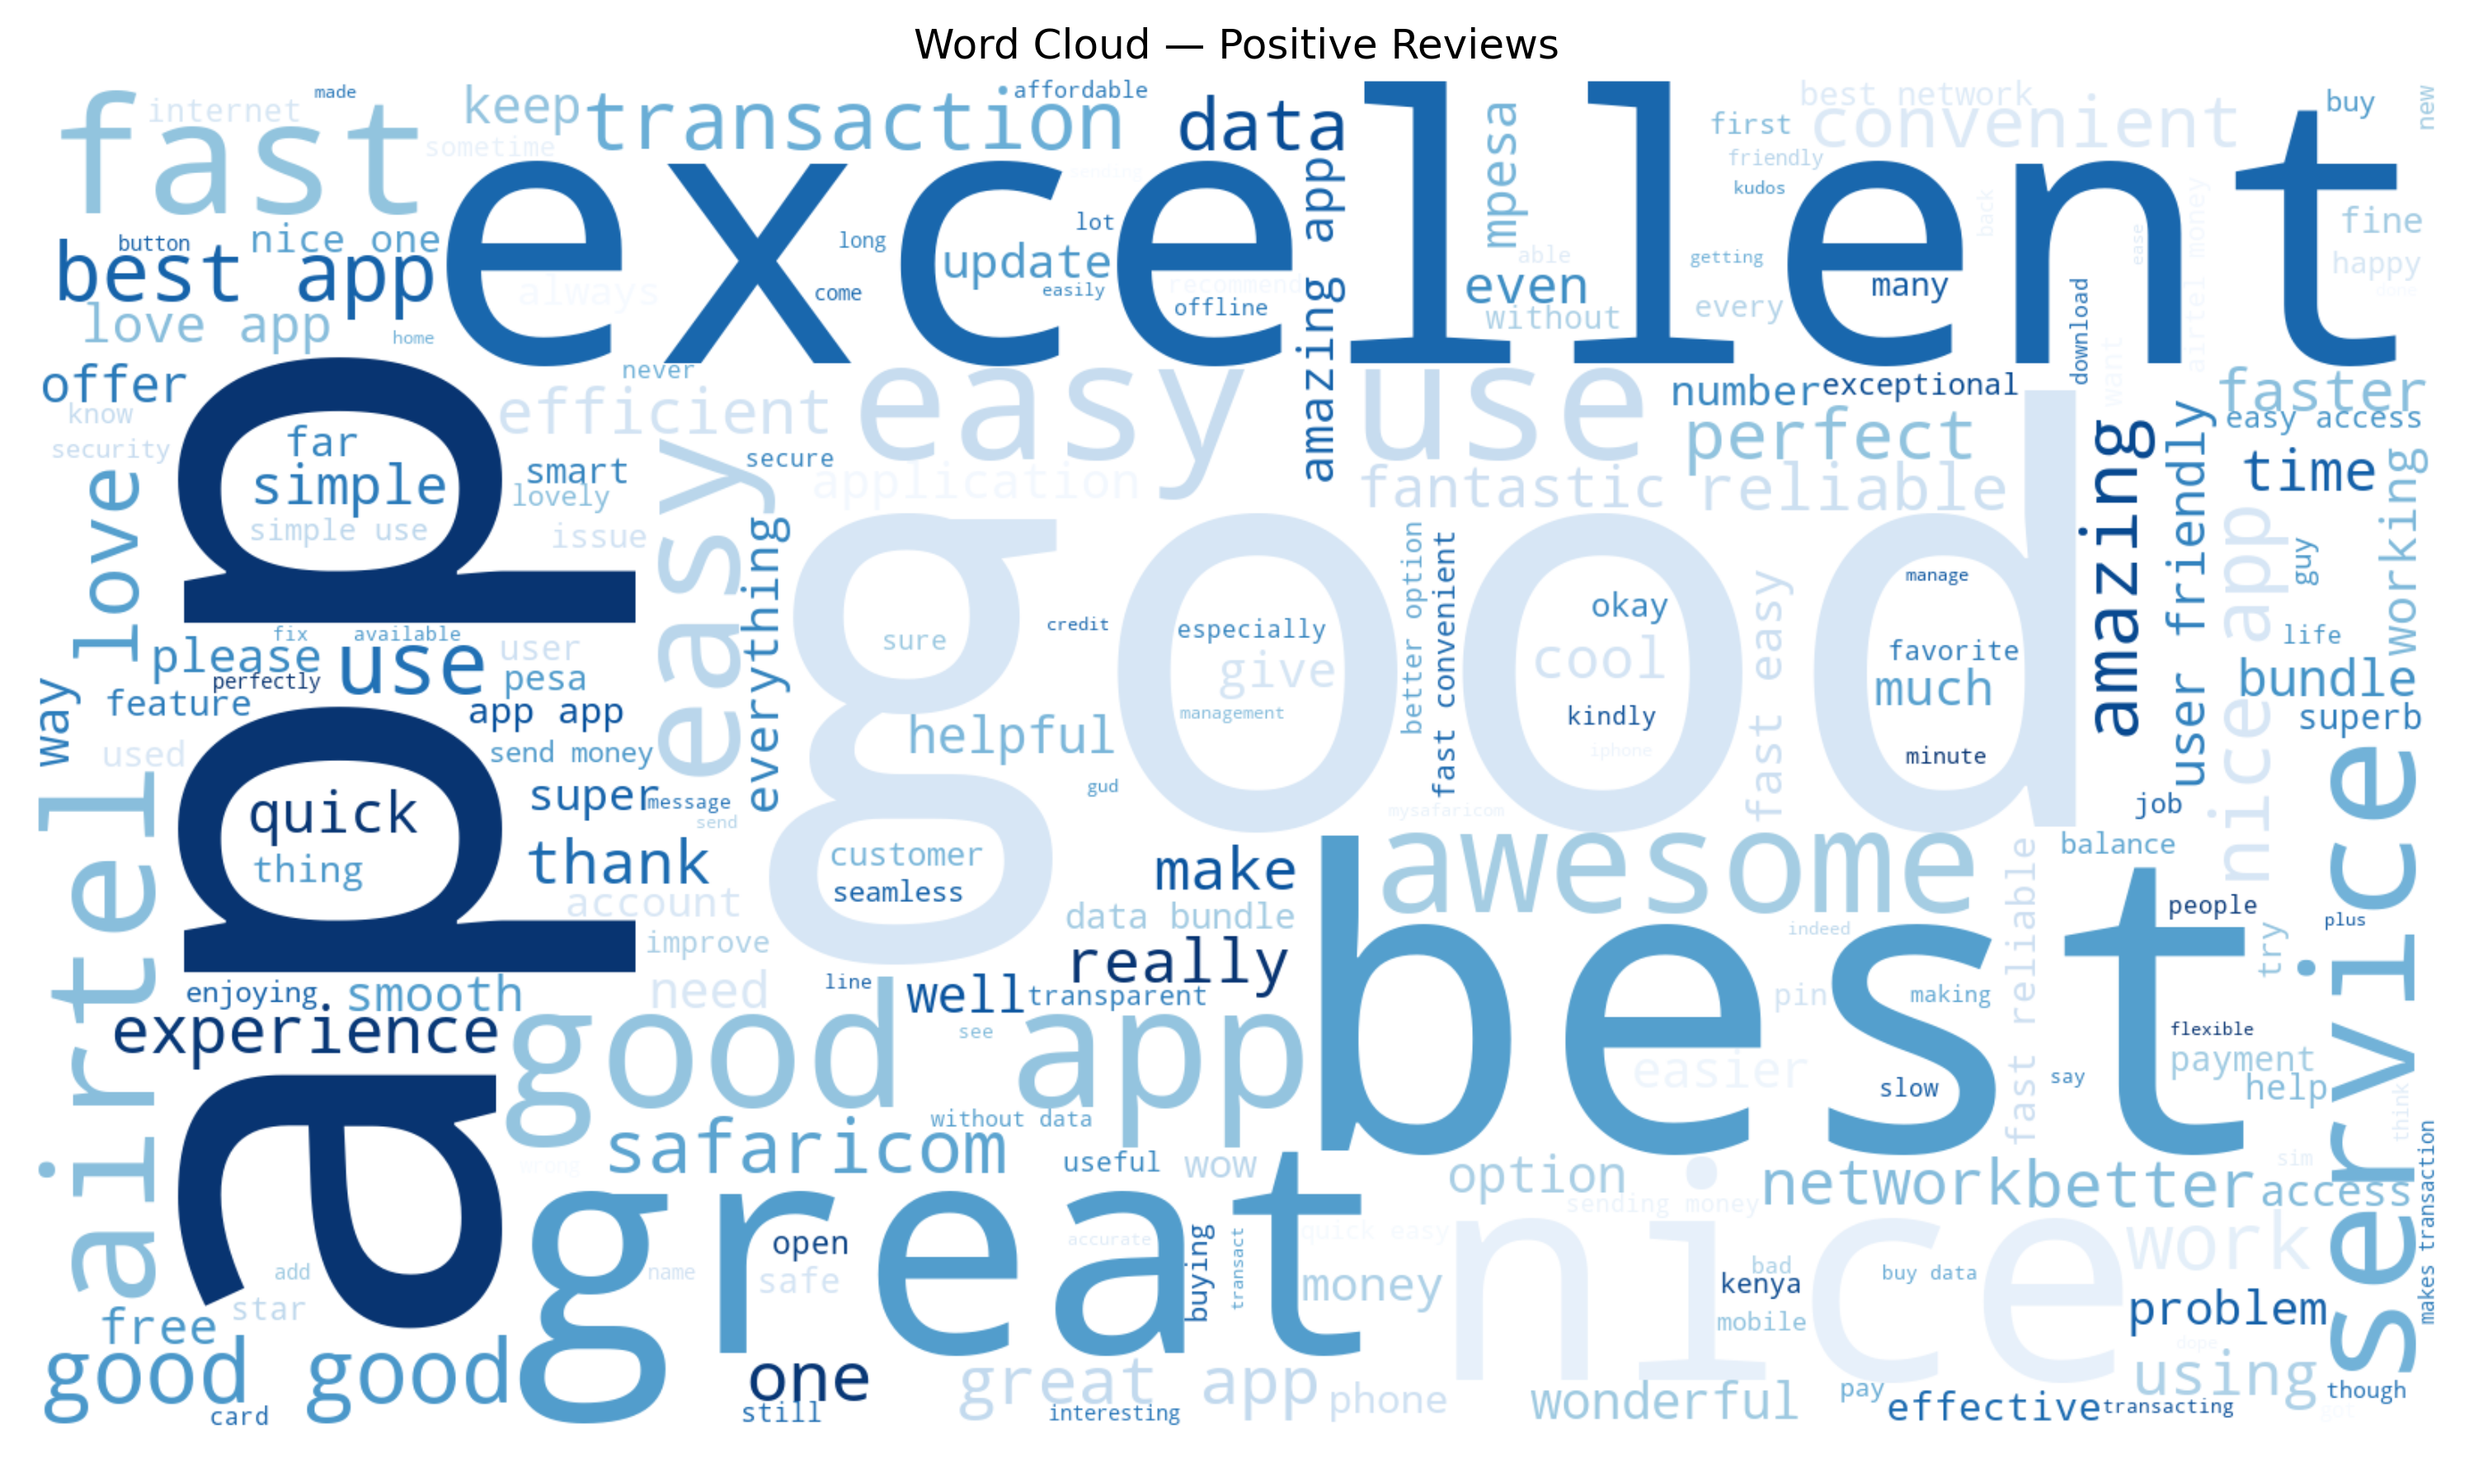 Word Cloud — Positive Reviews
fast
internet
made
sometime
keep
transaction
affordable
data
excellent
amazing app
mpesa
best network
convenient
first
friendly
kudos
buy
new
fine
happy
best app
button
nice one
love app
home
always
long
come
update
easily
lot
recommend
offline
even
able
without
getting
every
many
back
ease
download
airtel money
want
offer
know
security
app
far
simple
simple use
never
efficient
smart
lovely
issue
secure
application
easy use
easy
everything
number
exceptional
perfect
fantastic
reliable
faster
easy access
time
amazing
user friendly
nice app
working
guy
life
bundle
superb
love
way
airtel
please
fix
available
perfectly
feature
used
use
user
pesa
app app
send money
super
message
send
thank
account
improve
need
quick
thing
good
sure
credit
especially
give
management
helpful
gud
better option
fast convenient
okay
cool
kindly
iphone
mysafaricom
fast easy
manage
favorite
much
minute
customer
seamless
make
data bundle
really
awesome
best
job
balance
people
plus
try
service
indeed
fast reliable
pin
making
easier
slow
say
flexible
payment
help
think
enjoying
smooth
experience
line
well
transparent
see
good app
without data
safaricom
wrong
useful
wow
option
sending money
network
better
access
sim
makes transaction
great
open
safe
name
accurate
buying
transact
quick easy
money
nice
kenya
bad
mobile
buy data
work
problem
dope
using
though
add
star
free
good good
card
one
still
great app
interesting
phone
wonderful
pay
effective
transacting